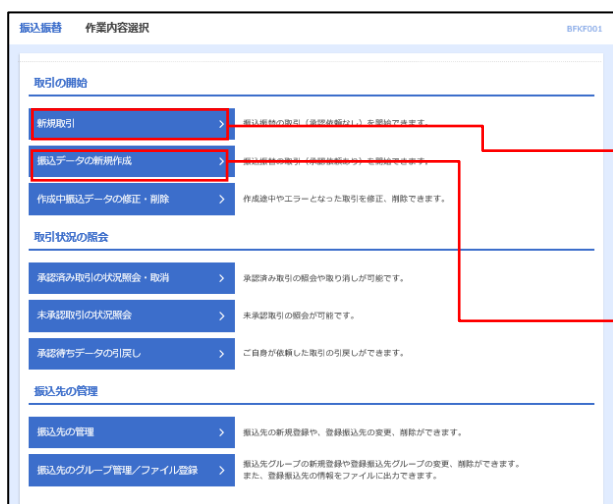 振込振替 作業内容選択 BFKF001
取引の開始
新規取引 振込振替の取引（承認依頼なし）を開始できます。
振込データの新規作成 振込振替の取引（承認依頼あり）を開始できます。
作成中振込データの修正・削除 作成途中やエラーとなった取引を修正、削除できます。
取引状況の照会
承認済み取引の状況照会・取消 承認済み取引の照会や取り消しが可能です。
未承認取引の状況照会 未承認取引の照会が可能です。
承認待ちデータの引戻し ご自身が依頼した取引の引戻しができます。
振込先の管理
振込先の管理 振込先の新規登録や、登録振込先の変更、削除ができます。
振込先のグループ管理／ファイル登録 振込先グループの新規登録や登録振込先グループの変更、削除ができます。
また、登録振込先の情報をファイルに出力できます。